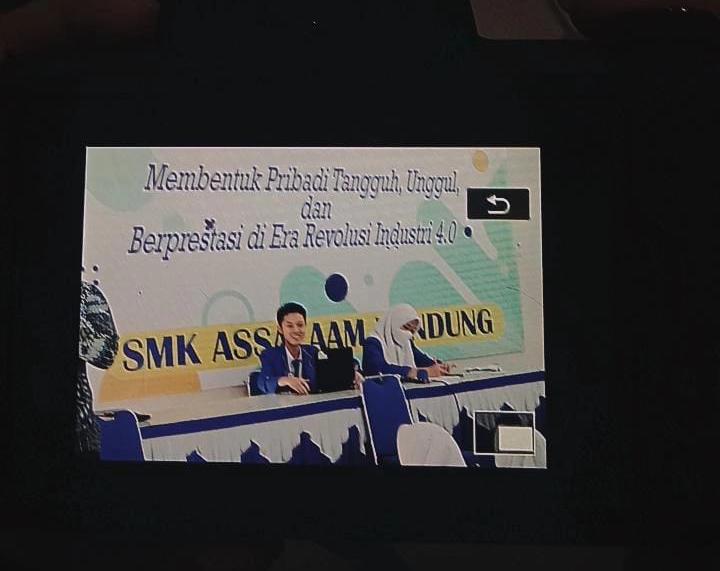 Membentuk Pribadi Tangguh, Unggul,
dan
Berprestasi di Era Revolusi Industri 4.0
SMK